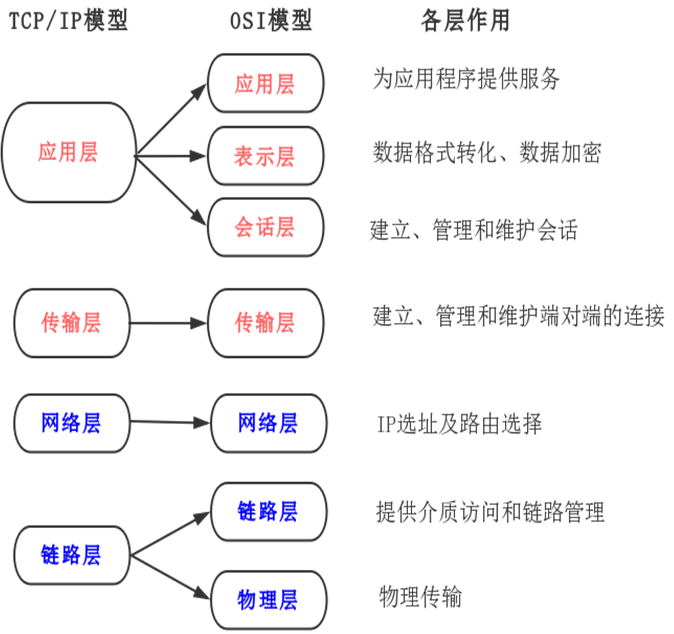 TCP/IP模型 OSI模型 各层作用
应用层 为应用程序提供服务
应用层 表示层 数据格式转化、数据加密
会话层 建立、管理和维护会话
传输层 传输层 建立、管理和维护端对端的连接
网络层 网络层 IP选址及路由选择
链路层 提供介质访问和链路管理
链路层
物理层 物理传输